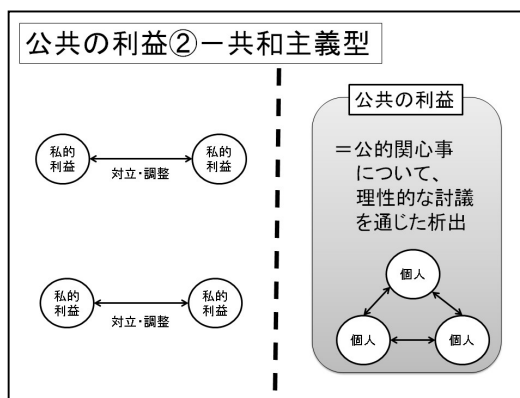 公共の利益②－共和主義型
私的
利益
私的
利益
対立・調整
私的
利益
私的
利益
対立・調整
公共の利益
＝公的関心事
について、
理性的な討議
を通じた析出
個人
個人
個人